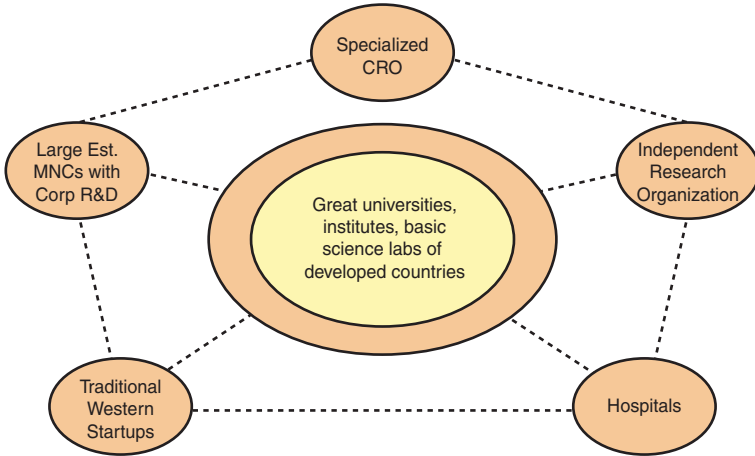 Specialized
CRO
Large Est.
MNCs with
Corp R&D
Independent
Research
Organization
Great universities,
institutes, basic
science labs of
developed countries
Traditional
Western
Startups
Hospitals